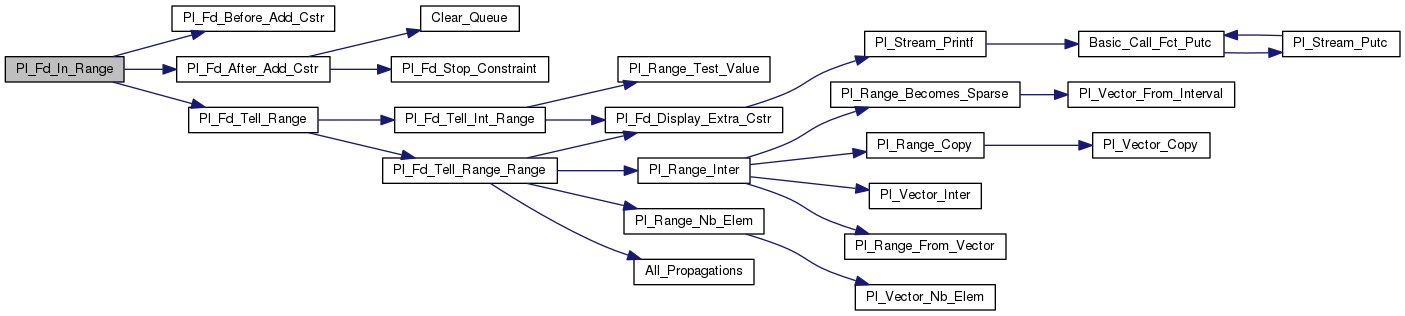 Pl_Fd_In_Range
Pl_Fd_Before_Add_Cstr
Pl_Fd_After_Add_Cstr
Pl_Fd_Tell_Range
Clear_Queue
Pl_Fd_Stop_Constraint
Pl_Fd_Tell_Int_Range
Pl_Fd_Tell_Range_Range
Pl_Range_Test_Value
Pl_Fd_Display_Extra_Cstr
Pl_Range_Inter
Pl_Range_Nb_Elem
All_Propagations
Pl_Stream_Printf
Pl_Range_Becomes_Sparse
Pl_Range_Copy
Pl_Vector_Inter
Pl_Range_From_Vector
Pl_Vector_Nb_Elem
Basic_Call_Fct_Putc
Pl_Vector_From_Interval
Pl_Vector_Copy
Pl_Stream_Putc